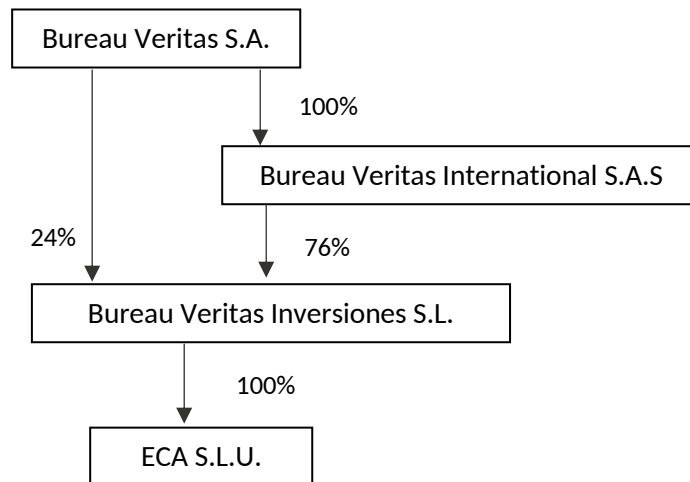 Bureau Veritas S.A.
100%
Bureau Veritas International S.A.S
24%
76%
Bureau Veritas Inversiones S.L.
100%
ECA S.L.U.